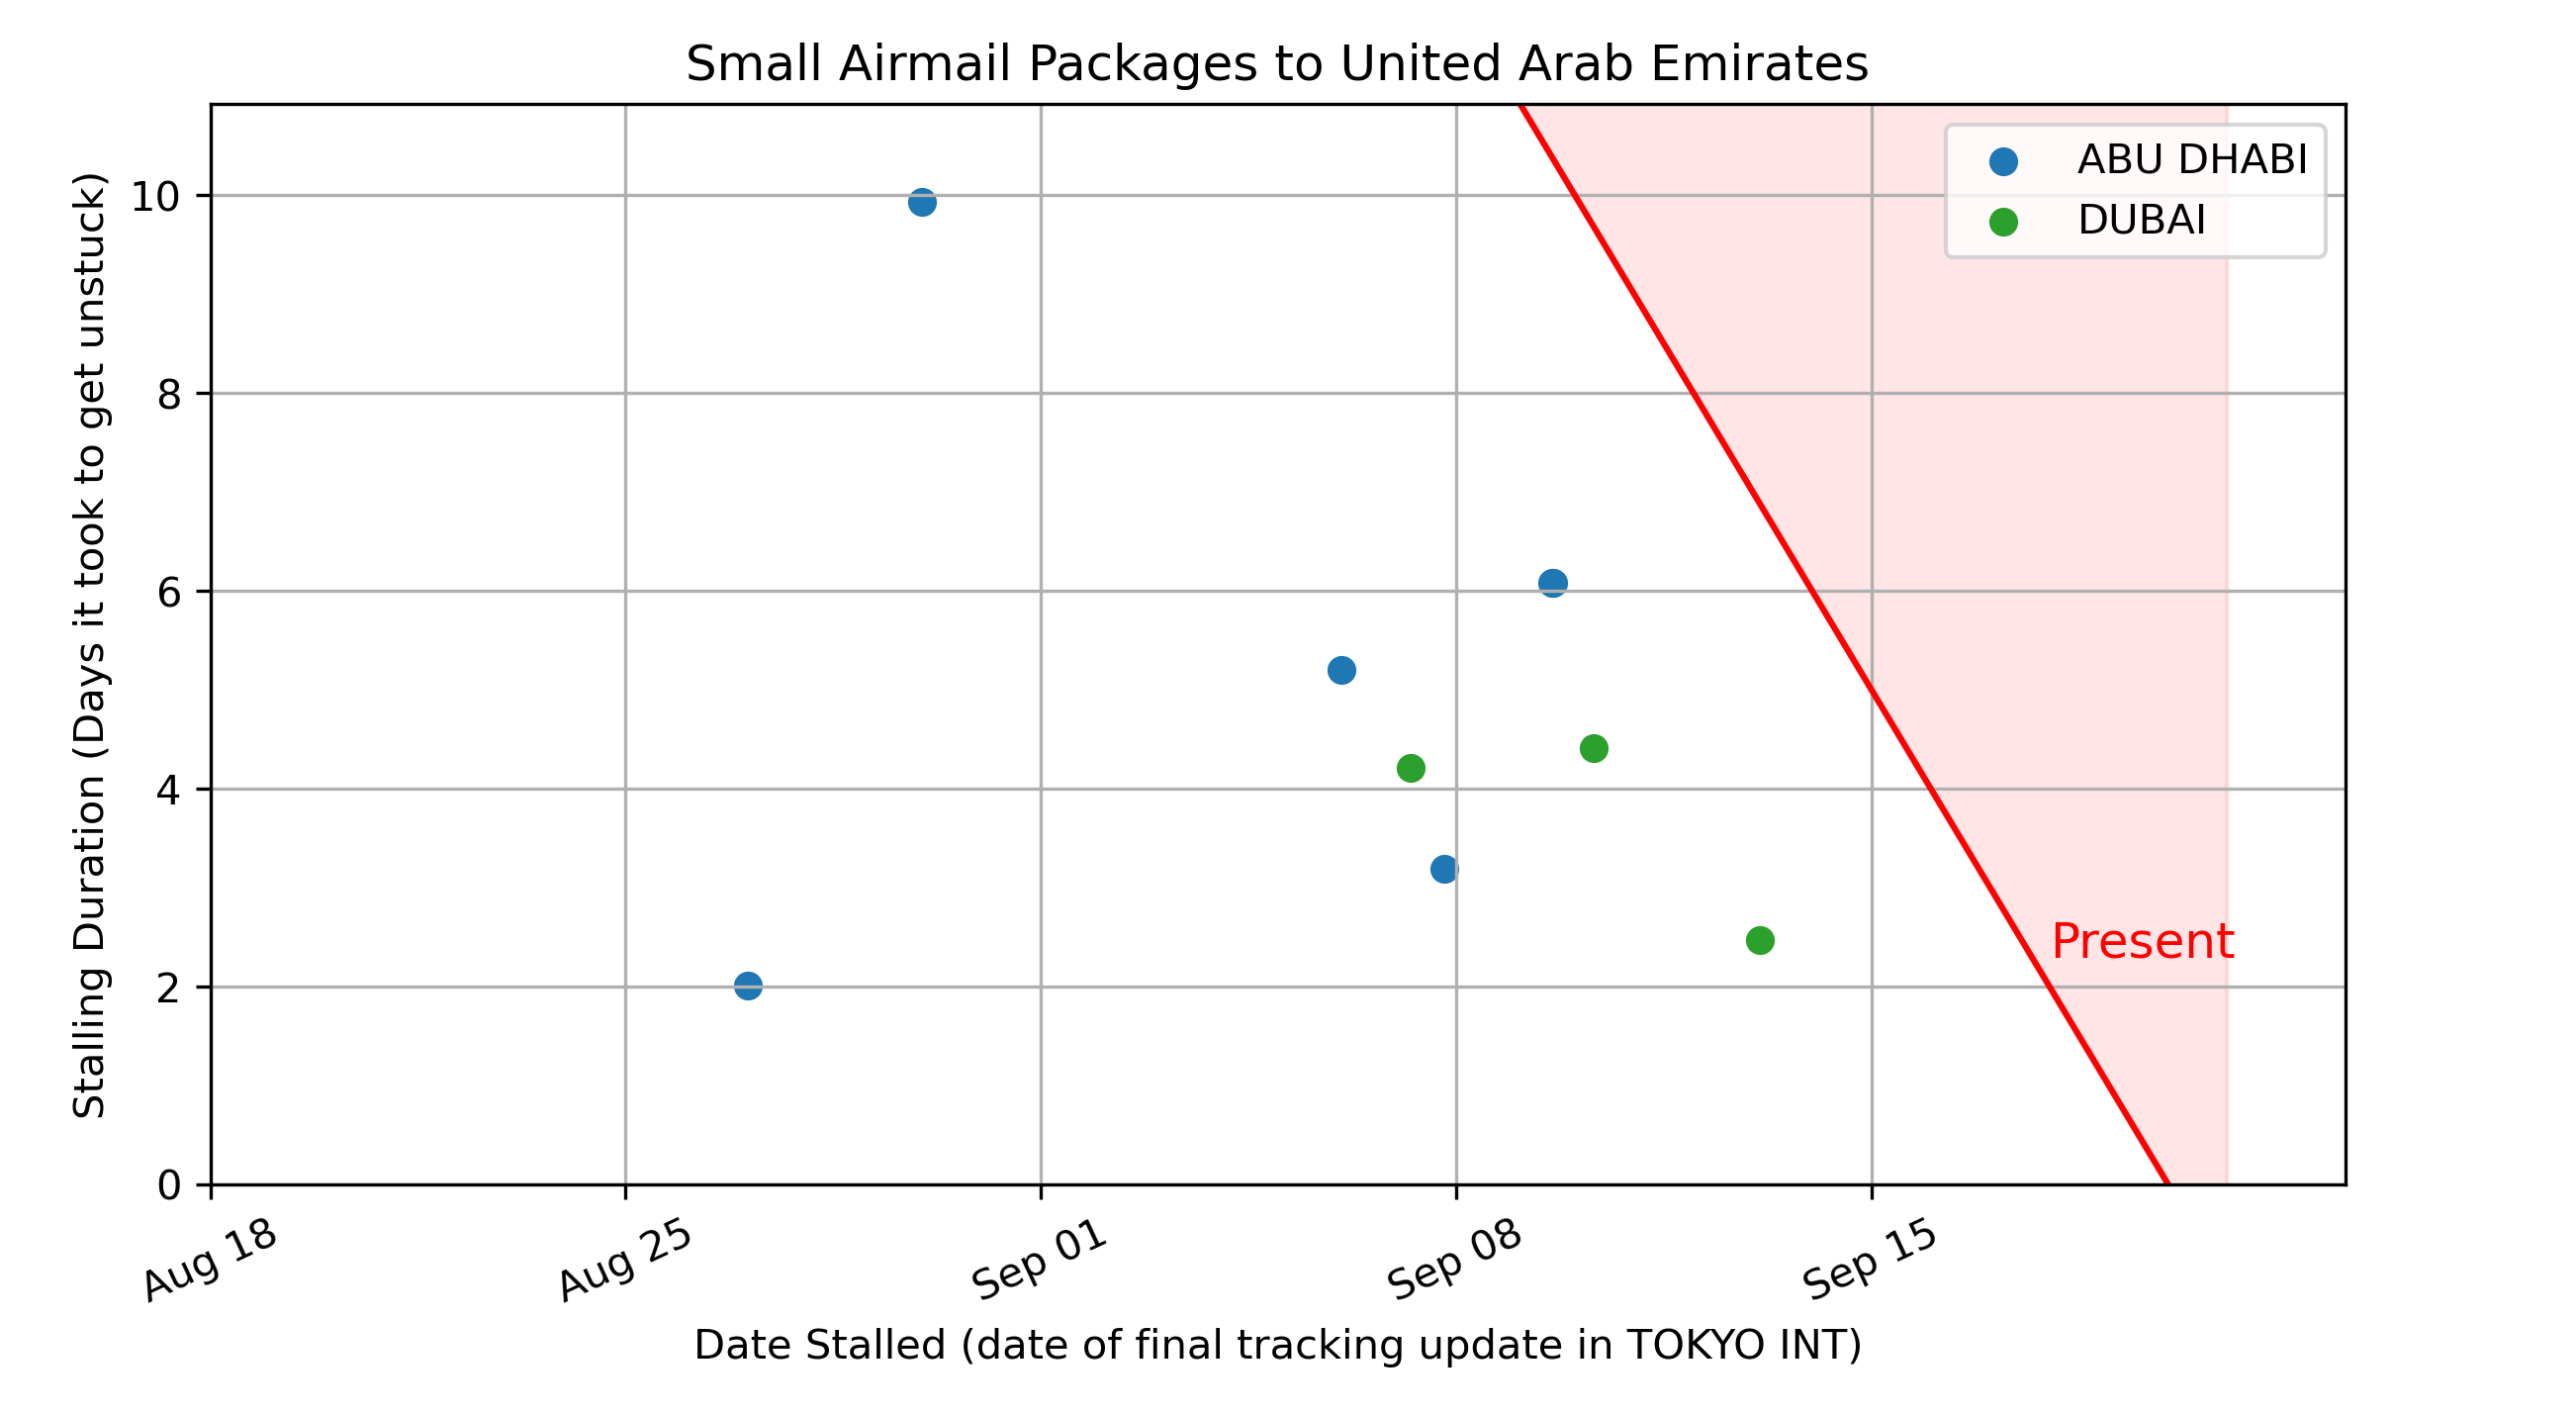 Small Airmail Packages to United Arab Emirates
Stalling Duration (Days it took to get unstuck)
10
8
6
4
2
0
ABU DHABI
DUBAI
Present
Aug 18
Aug 25
Sep 01
Sep 08
Sep 15
Date Stalled (date of final tracking update in TOKYO INT)